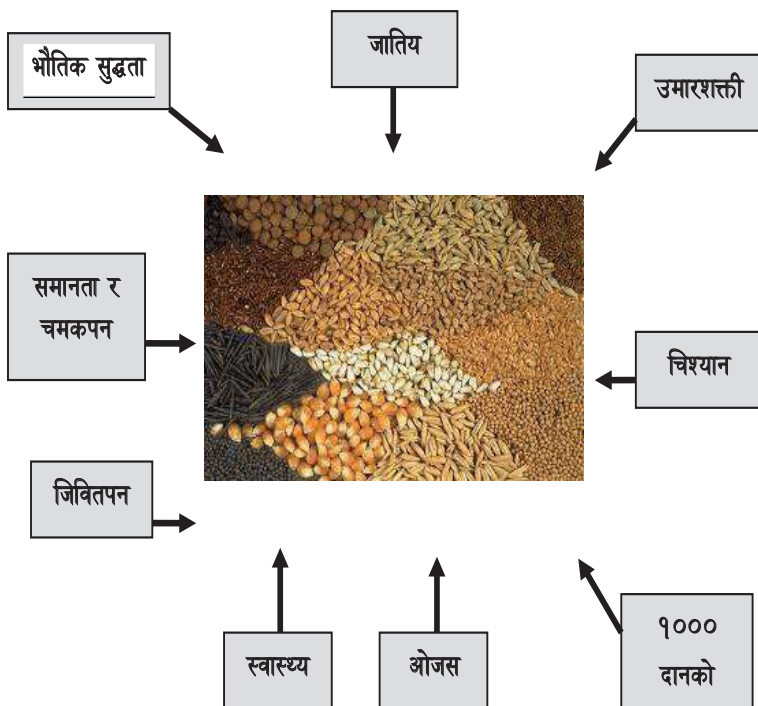 भौतिक सुद्धता
जातिय
उमारशक्ती
समानता र
चमकपन
चिश्यान
जिवितपन
स्वास्थ्य
ओजस
१०००
दानको